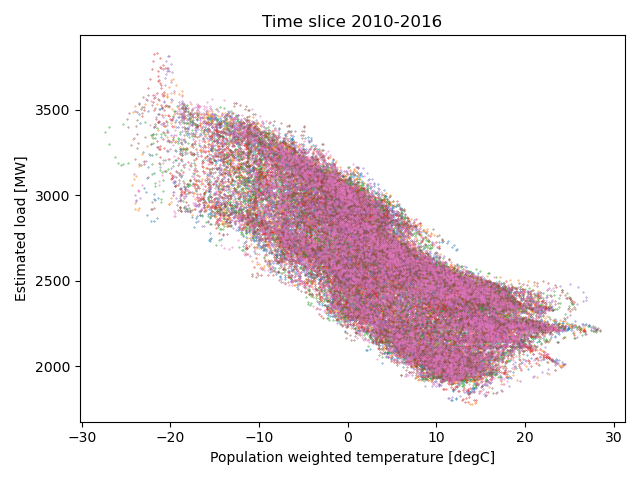 Time slice 2010-2016
Estimated load [MW]
3500
3000
2500
2000
−30 −20 −10 0 10 20 30
Population weighted temperature [degC]